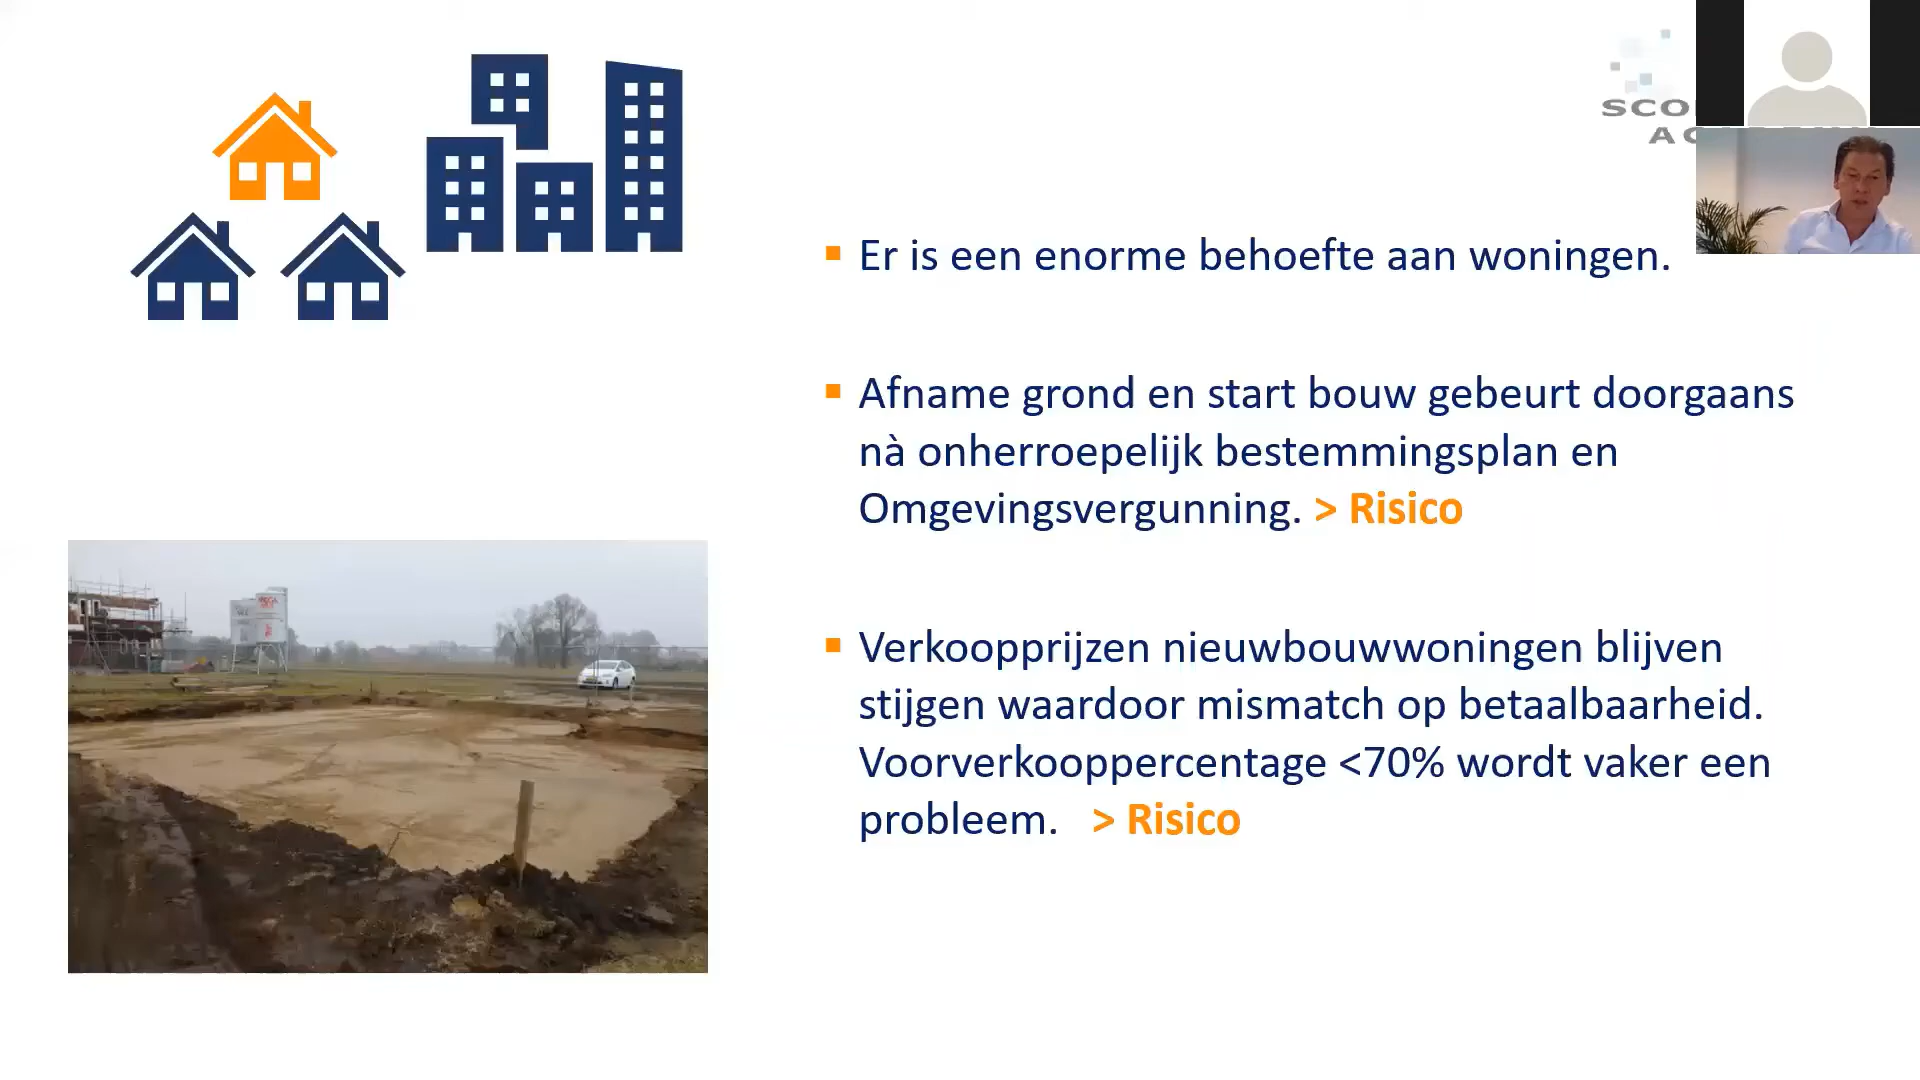 Er is een enorme behoefte aan woningen.
Afname grond en start bouw gebeurt doorgaans
nà onherroepelijk bestemmingsplan en
Omgevingsvergunning. > Risico
Verkoopprijzen nieuwbouwwoningen blijven
stijgen waardoor mismatch op betaalbaarheid.
Voorverkooppercentage <70% wordt vaker een
probleem. > Risico